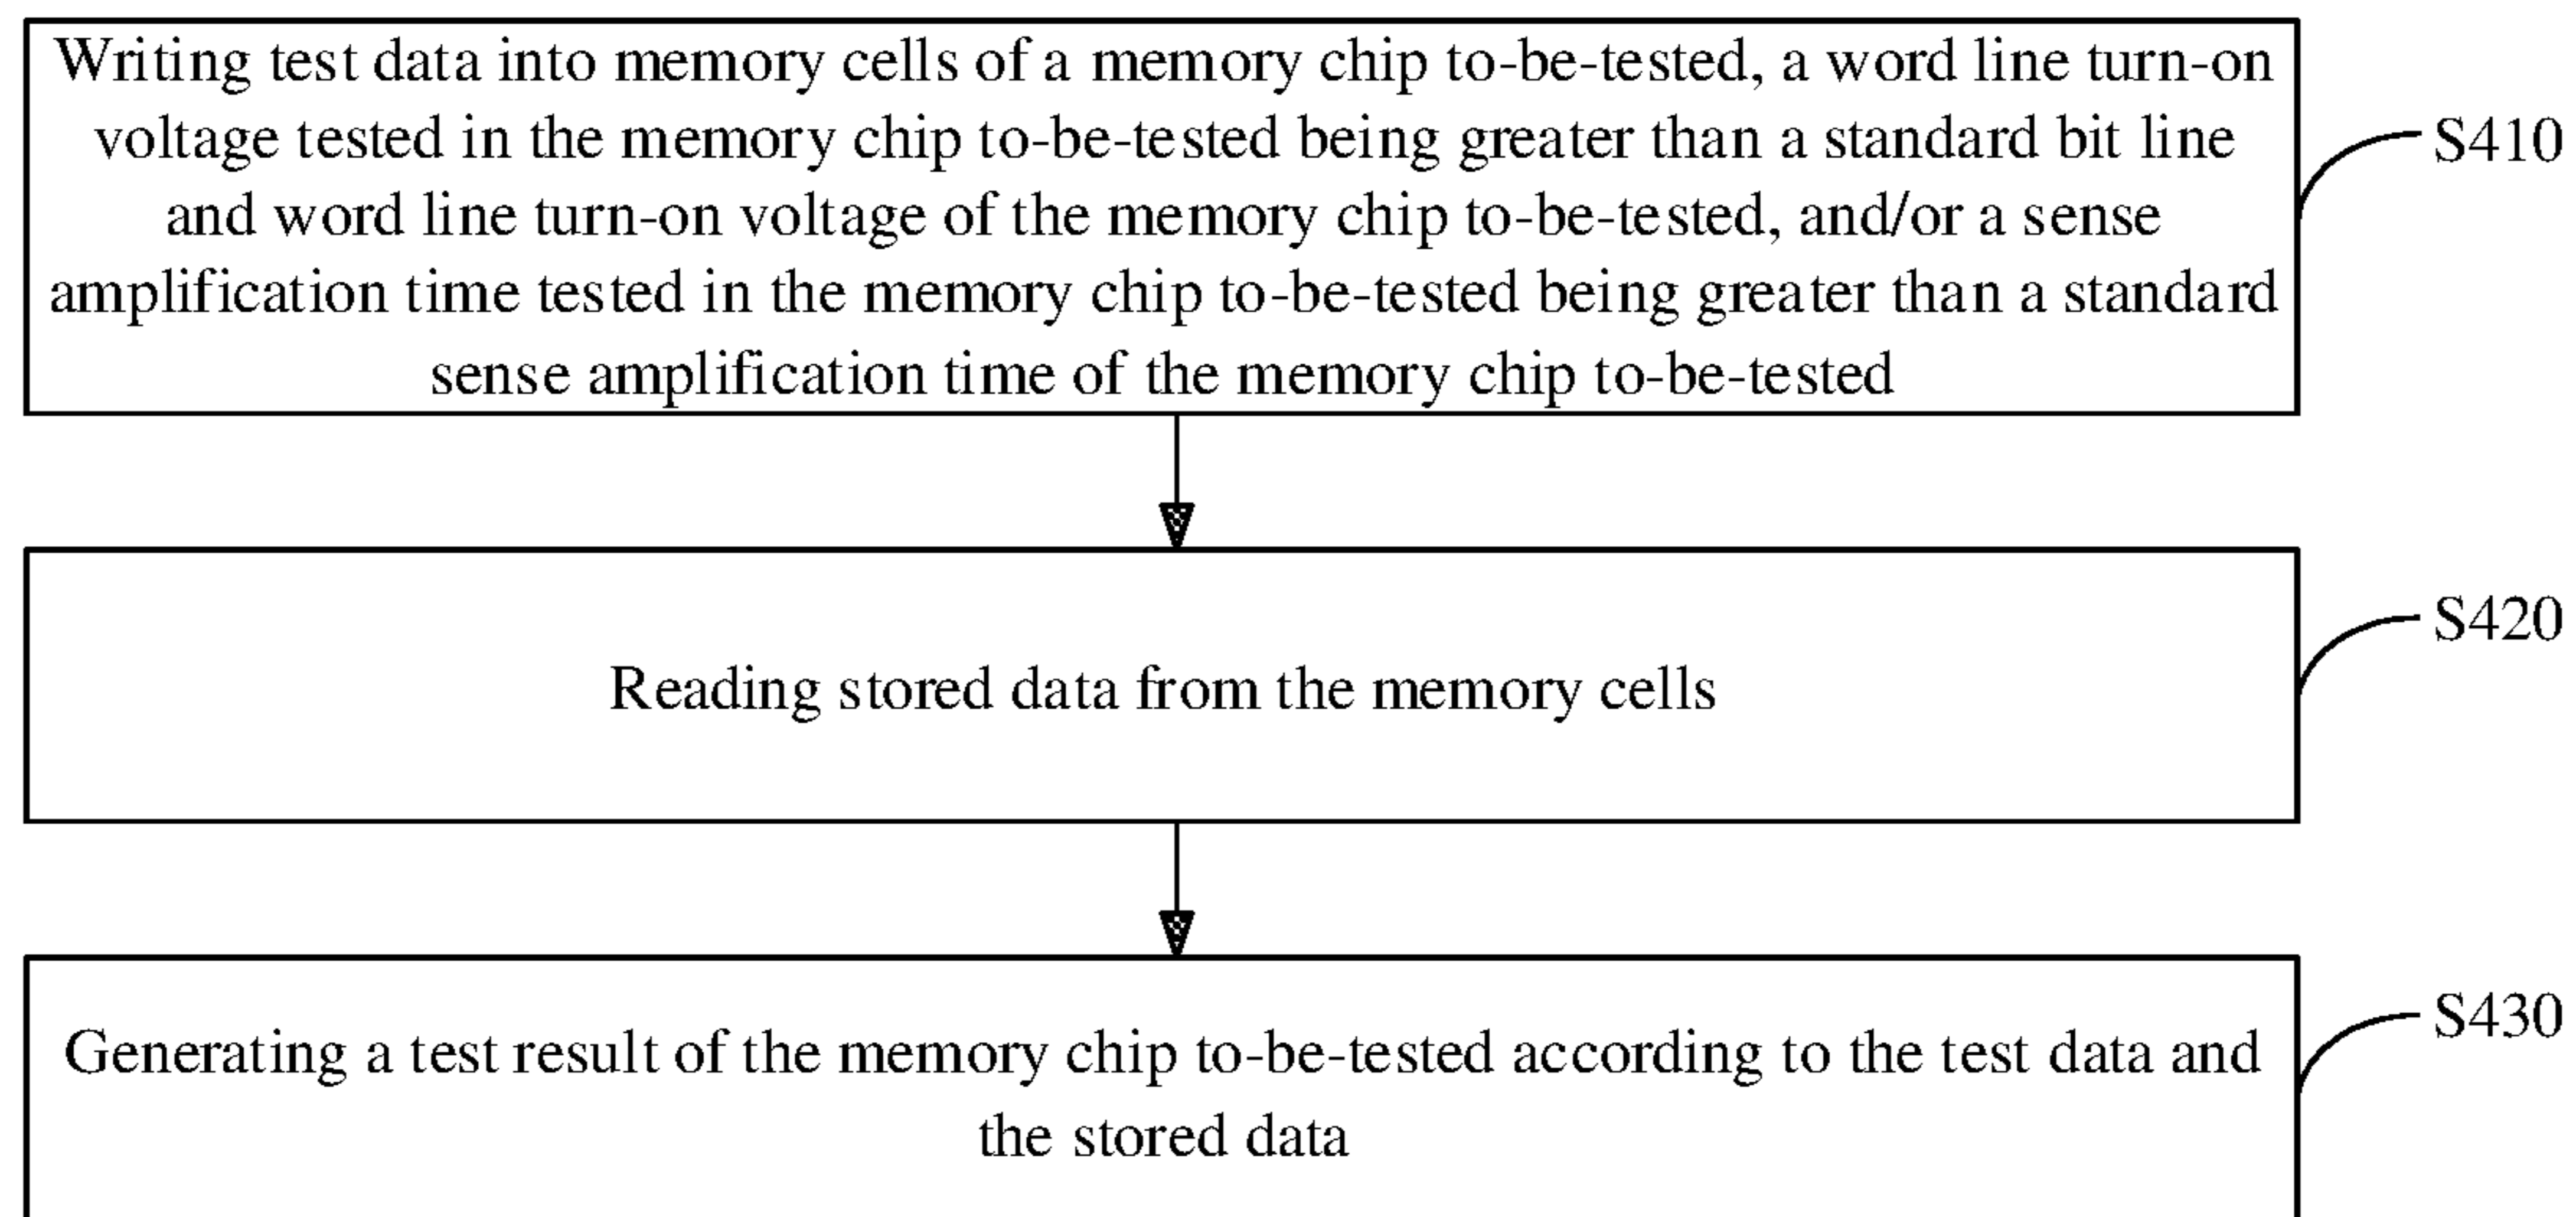 Writing test data into memory cells of a memory chip to-be-tested, a word line turn-on
voltage tested in the memory chip to-be-tested being greater than a standard bit line
and word line turn-on voltage of the memory chip to-be-tested, and/or a sense
amplification time tested in the memory chip to-be-tested being greater than a standard
sense amplification time of the memory chip to-be-tested
S410
Reading stored data from the memory cells
S420
Generating a test result of the memory chip to-be-tested according to the test data and
the stored data
S430